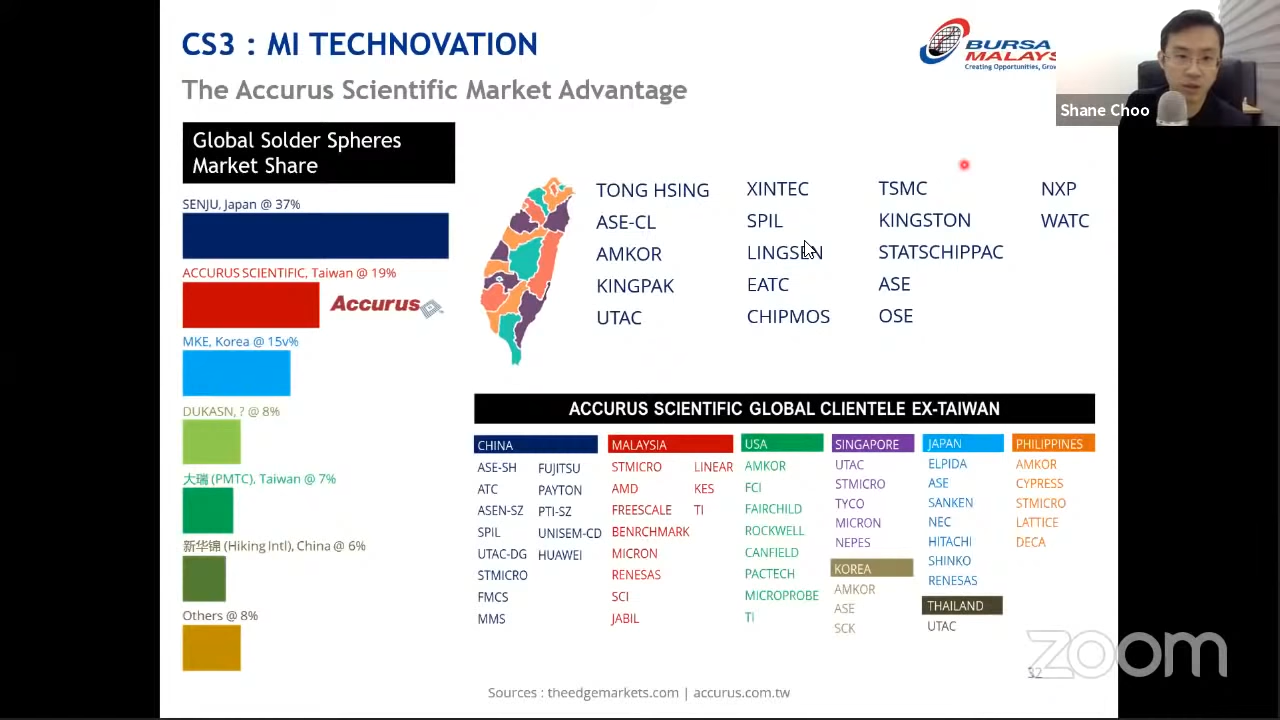 CS3 : MI TECHNOVATION
BURSA
MALAYS
Creating Opportunities, Grow
Shane Choo
The Accurus Scientific Market Advantage
Global Solder Spheres
Market Share
SENJU, Japan @ 37%
ACCURUS SCIENTIFIC, Taiwan @ 19%
Accurus
MKE, Korea @ 15v%
DUKASN, ? @ 8%
大瑞 (PMTC), Taiwan @ 7%
新华锦 (Hiking Intl), China @ 6%
Others @ 8%
TONG HSING
ASE-CL
AMKOR
KINGPAK
UTAC
XINTEC
SPIL
LINGSEN
EATC
CHIPMOS
TSMC
KINGSTON
STATSCHIPPAC
ASE
OSE
NXP
WATC
ACCURUS SCIENTIFIC GLOBAL CLIENTELE EX-TAIWAN
CHINA
ASE-SH
ATC
ASEN-SZ
SPIL
UTAC-DG
STMICRO
FMCS
MMS
FUJITSU
PAYTON
PTI-SZ
UNISEM-CD
HUAWEI
MALAYSIA
STMICRO
AMD
FREESCALE
BENRCHMARK
MICRON
RENESAS
SCI
JABIL
LINEAR
KES
TI
USA
AMKOR
FCI
FAIRCHILD
ROCKWELL
CANFIELD
PACTECH
MICROPROBE
TI
SINGAPORE
UTAC
STMICRO
TYCO
MICRON
NEPES
KOREA
AMKOR
ASE
SCK
JAPAN
ELPIDA
ASE
SANKEN
NEC
HITACHI
SHINKO
RENESAS
THAILAND
UTAC
PHILIPPINES
AMKOR
CYPRESS
STMICRO
LATTICE
DECA
zoom
32
Sources : theedgemarkets.com | accurus.com.tw